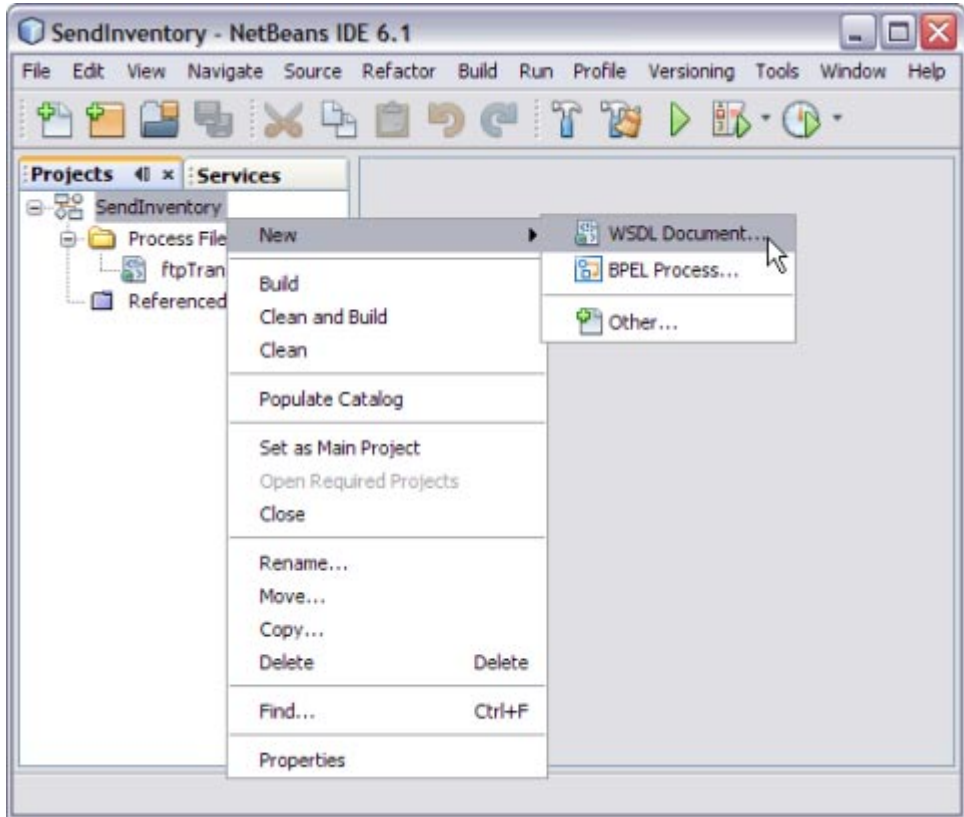 SendInventory - NetBeans IDE 6.1
File Edit View Navigate Source Refactor Build Run Profile Versioning Tools Window Help
Projects Services
SendInventory
Process File
ftpTran
Referenced
New
Build
Clean and Build
Clean
Populate Catalog
Set as Main Project
Open Required Projects
Close
Rename...
Move...
Copy...
Delete Delete
Find... Ctrl+F
Properties
WSDL Document...
BPEL Process...
Other...